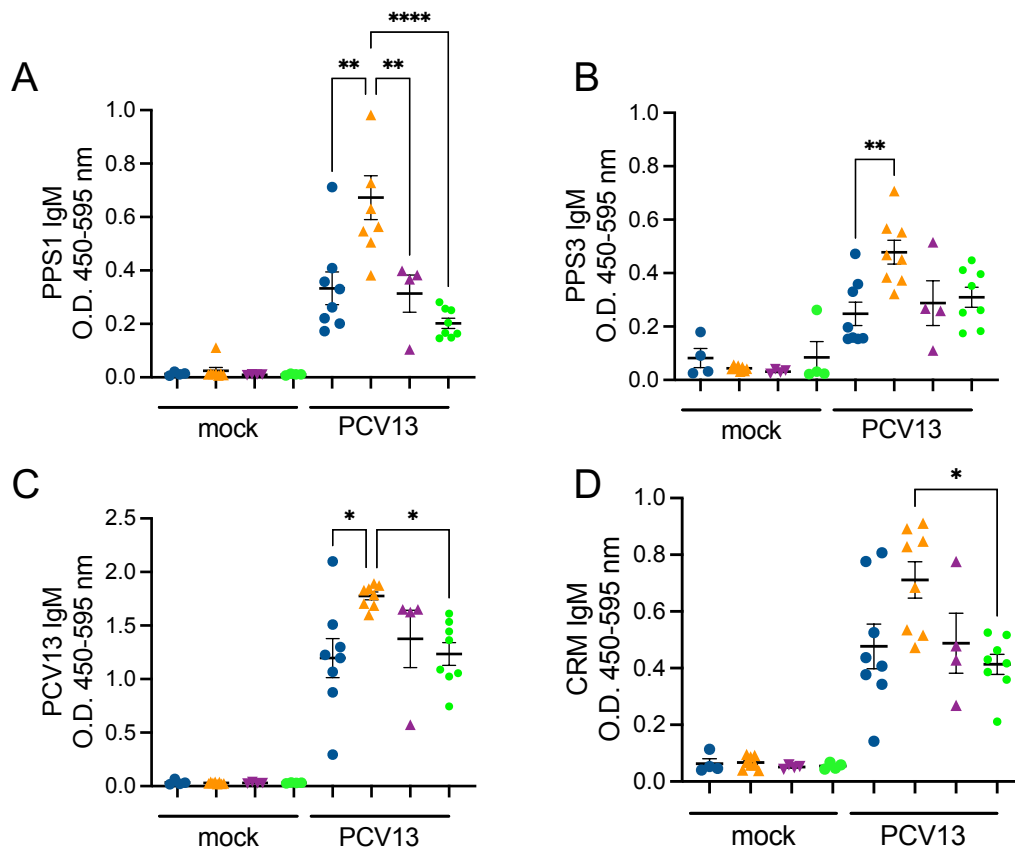 A
PPS1 IgM
O.D. 450-595 nm
1.0
0.8
0.6
0.4
0.2
0.0
**
**
****
mock
PCV13
B
PPS3 IgM
O.D. 450-595 nm
1.0
0.8
0.6
0.4
0.2
0.0
**
mock
PCV13
C
PCV13 IgM
O.D. 450-595 nm
2.5
2.0
1.5
1.0
0.5
0.0
*
*
mock
PCV13
D
CRM IgM
O.D. 450-595 nm
1.0
0.8
0.6
0.4
0.2
0.0
*
mock
PCV13